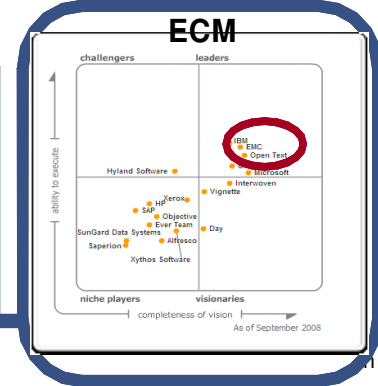 ECM
challengers
leaders
IBM
EMC
Open Text
Hyland Software
Microsoft
Interwoven
Vignette
Xerox
HP
SAP
Objective
Ever Team
SunGard Data Systems
Alfresco
Day
Saperion
Xythos Software
ability to execute
niche players
visionaries
completeness of vision
As of September 2008